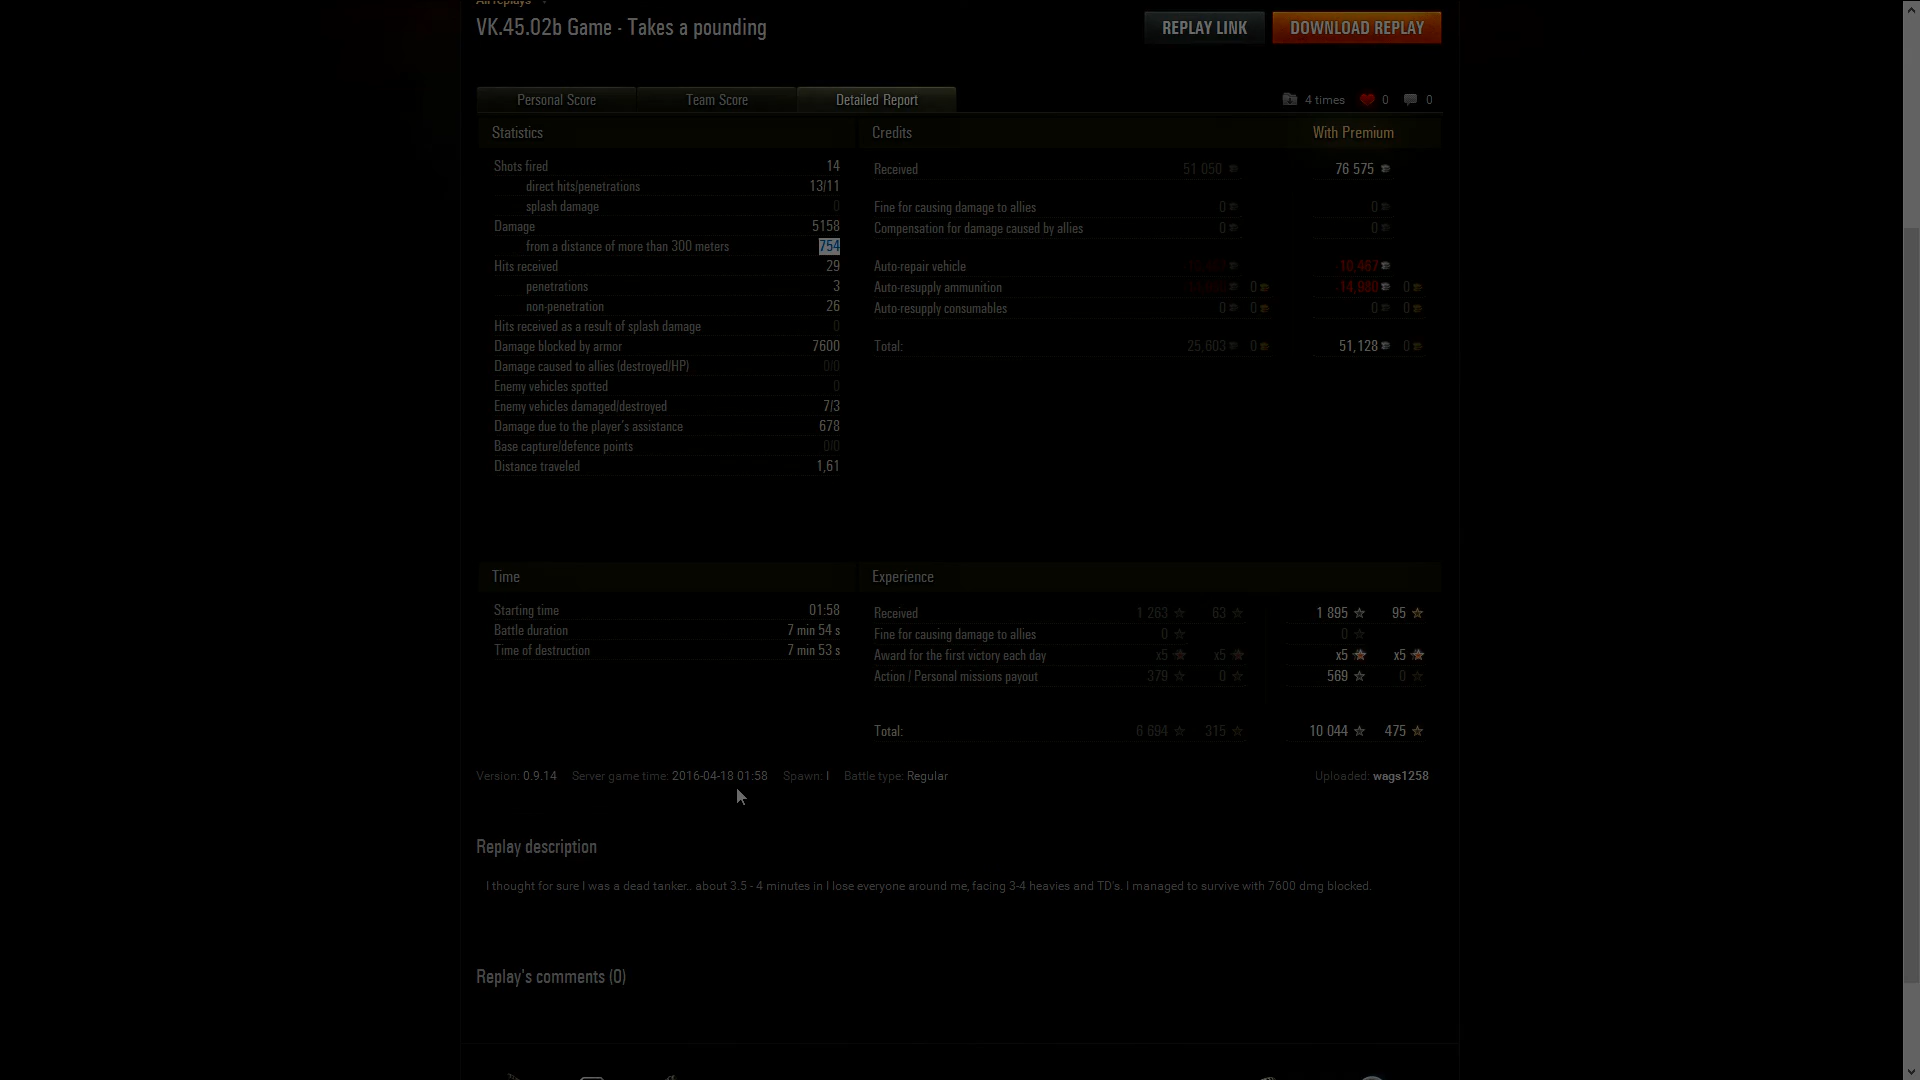 All replays
VK.45.02b Game - Takes a pounding
REPLAY LINK
DOWNLOAD REPLAY
Personal Score
Team Score
Detailed Report
4 times 0 0
Statistics
Shots fired 14
direct hits/penetrations 13/11
splash damage 0
Damage 5158
from a distance of more than 300 meters 754
Hits received 29
penetrations 3
non-penetration 26
Hits received as a result of splash damage 0
Damage blocked by armor 7600
Damage caused to allies (destroyed/HP) 0/0
Enemy vehicles spotted 0
Enemy vehicles damaged/destroyed 7/3
Damage due to the player's assistance 678
Base capture/defence points 0/0
Distance traveled 1,61
Credits With Premium
Received 51 050 76 575
Fine for causing damage to allies 0 0
Compensation for damage caused by allies 0 0
Auto-repair vehicle -10,467
Auto-resupply ammunition 0 -14,980 0
Auto-resupply consumables 0 0 0 0
Total: 25,603 0 51,128 0
Time
Starting time 01:58
Battle duration 7 min 54 s
Time of destruction 7 min 53 s
Experience
Received 1 263 63 1 895 95
Fine for causing damage to allies 0 0
Award for the first victory each day x5 x5 x5 x5
Action / Personal missions payout 379 0 569 0
Total: 6 694 315 10 044 475
Version: 0.9.14 Server game time: 2016-04-18 01:58 Spawn: I Battle type: Regular Uploaded: wags1258
Replay description
I thought for sure I was a dead tanker.. about 3.5 - 4 minutes in I lose everyone around me, facing 3-4 heavies and TD's. I managed to survive with 7600 dmg blocked.
Replay's comments (0)